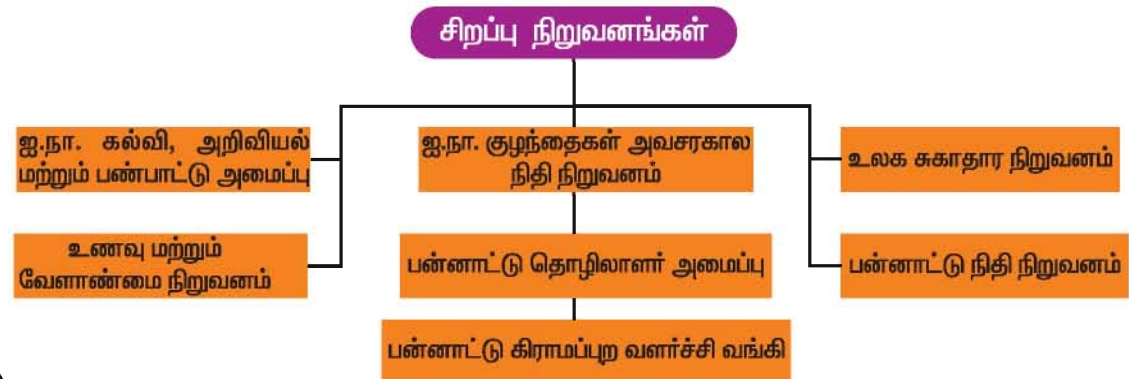 சிறப்பு நிறுவனங்கள்
ஐ.நா. கல்வி, அறிவியல்
மற்றும் பண்பாட்டு அமைப்பு
ஐ.நா. குழந்தைகள் அவசரகால
நிதி நிறுவனம்
உலக சுகாதார நிறுவனம்
உணவு மற்றும்
வேளாண்மை நிறுவனம்
பன்னாட்டு தொழிலாளர் அமைப்பு
பன்னாட்டு நிதி நிறுவனம்
பன்னாட்டு கிராமப்புற வளர்ச்சி வங்கி